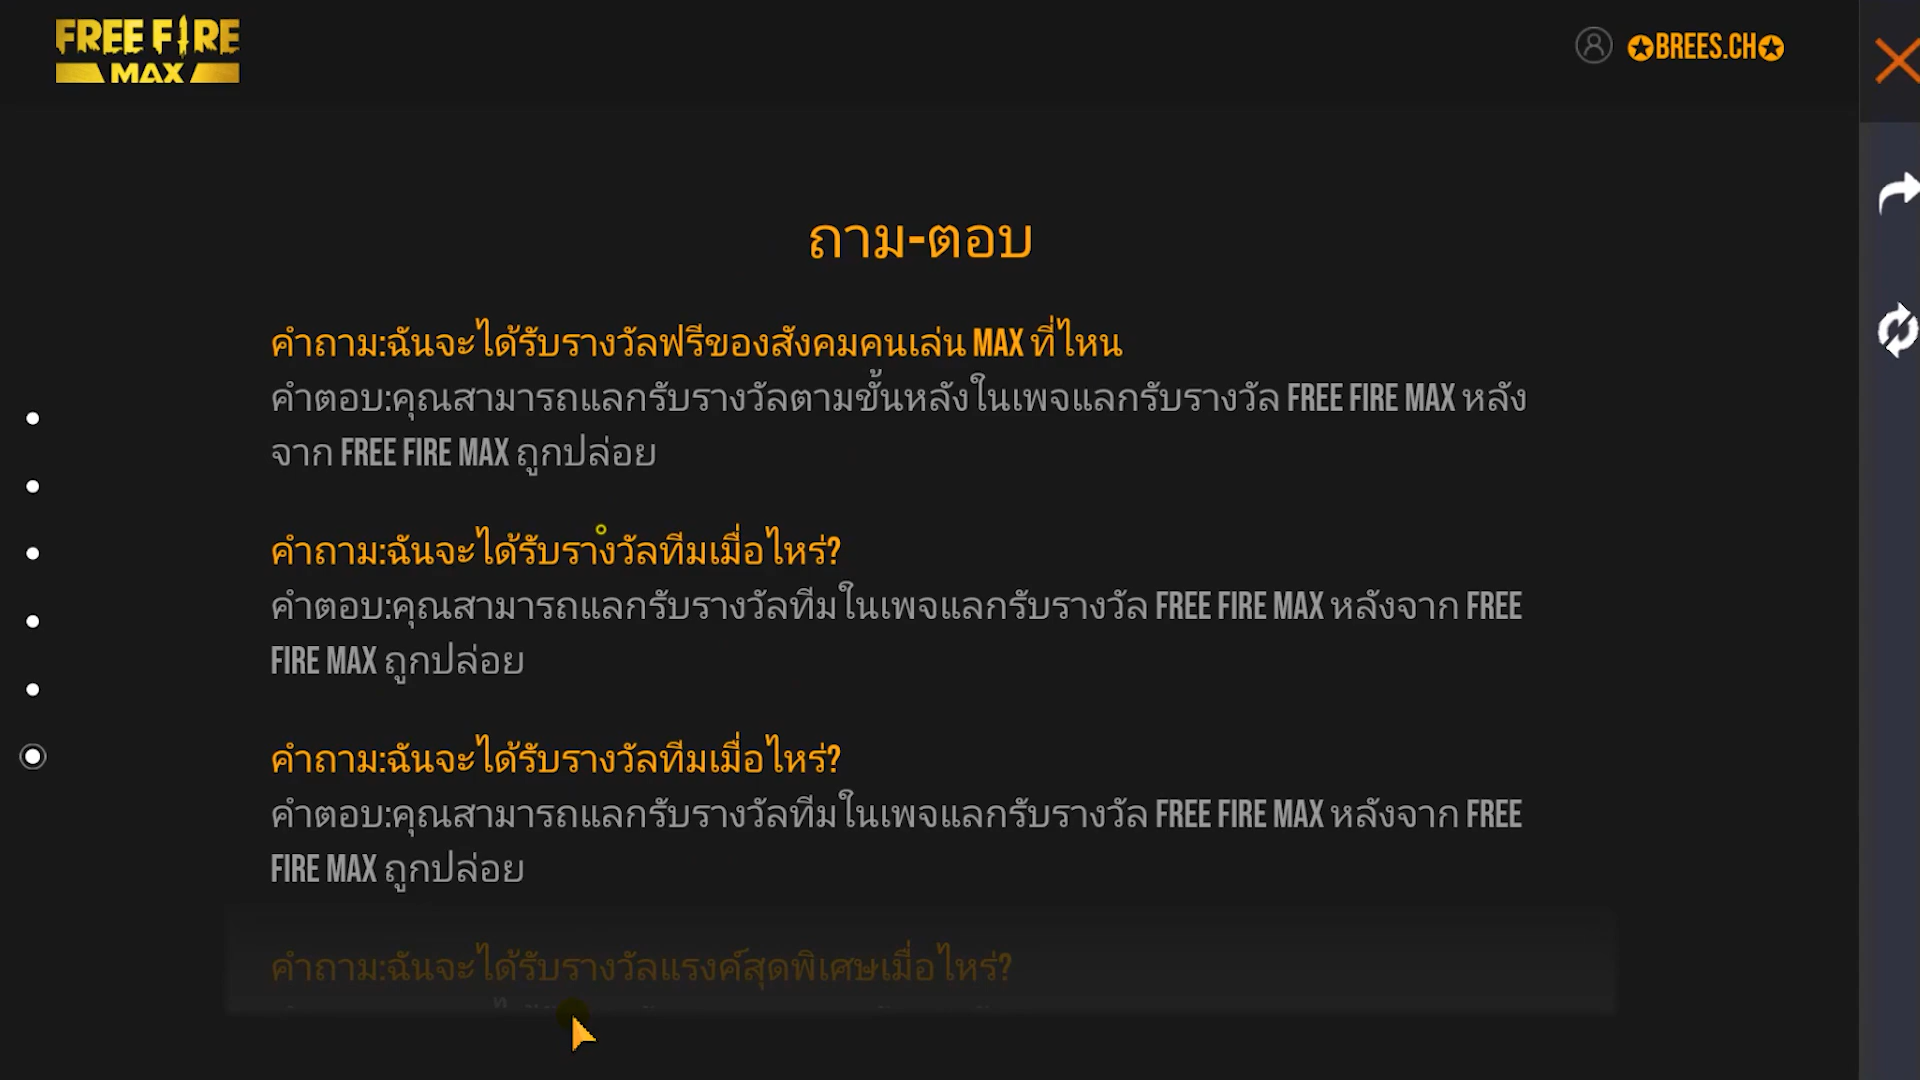 FREE FIRE
MAX
✪BREES.CH✪
ถาม-ตอบ
คำถาม:ฉันจะได้รับรางวัลฟรีของสังคมคนเล่น MAX ที่ไหน
คำตอบ:คุณสามารถแลกรับรางวัลตามขั้นหลังในเพจแลกรับรางวัล FREE FIRE MAX หลัง
จาก FREE FIRE MAX ถูกปล่อย
คำถาม:ฉันจะได้รับรางวัลทีมเมื่อไหร่?
คำตอบ:คุณสามารถแลกรับรางวัลทีมในเพจแลกรับรางวัล FREE FIRE MAX หลังจาก FREE
FIRE MAX ถูกปล่อย
คำถาม:ฉันจะได้รับรางวัลทีมเมื่อไหร่?
คำตอบ:คุณสามารถแลกรับรางวัลทีมในเพจแลกรับรางวัล FREE FIRE MAX หลังจาก FREE
FIRE MAX ถูกปล่อย
คำถาม:ฉันจะได้รับรางวัลแรงค์สุดพิเศษเมื่อไหร่?